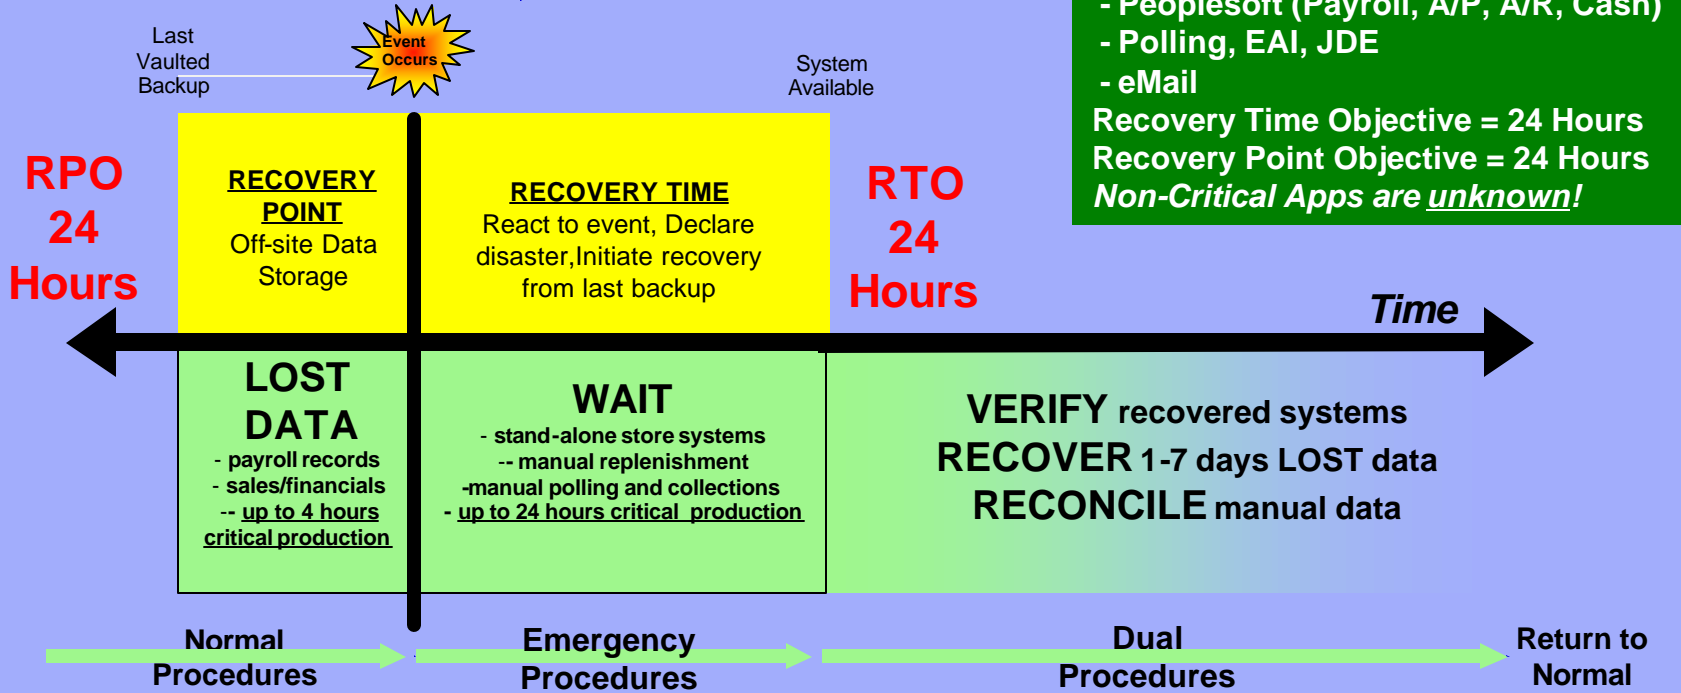 - Peoplesoft (Payroll, A/P, A/R, Cash)
- Polling, EAI, JDE
- eMail
Recovery Time Objective = 24 Hours
Recovery Point Objective = 24 Hours
Non-Critical Apps are unknown!
Last
Vaulted
Backup
Event
Occurs
System
Available
RPO
24
Hours
RECOVERY
POINT
Off-site Data
Storage
RECOVERY TIME
React to event, Declare
disaster,Initiate recovery
from last backup
RTO
24
Hours
Time
LOST
DATA
- payroll records
- sales/financials
-- up to 4 hours
critical production
WAIT
- stand-alone store systems
-- manual replenishment
-manual polling and collections
- up to 24 hours critical production
VERIFY recovered systems
RECOVER 1-7 days LOST data
RECONCILE manual data
Normal
Procedures
Emergency
Procedures
Dual
Procedures
Return to
Normal